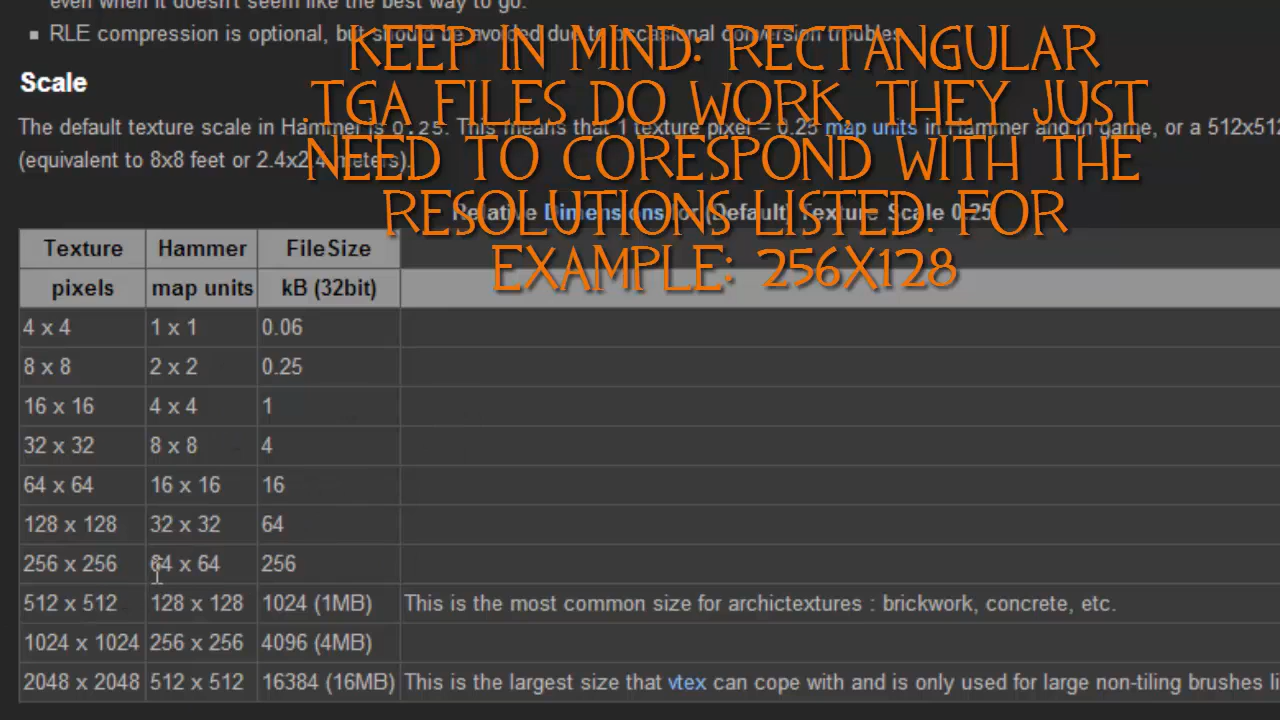 even when it doesn't seem like the best way to go.
▪ RLE compression is optional, but should be avoided due to occasional conversion troubles.
KEEP IN MIND: RECTANGULAR
TGA FILES DO WORK, THEY JUST
NEED TO CORESPOND WITH THE
RESOLUTIONS LISTED. FOR
EXAMPLE: 256X128
Scale
The default texture scale in Hammer is 0.25. This means that 1 texture pixel = 0.25 map units in Hammer and in game, or a 512x512
(equivalent to 8x8 feet or 2.4x2.4 meters).
Relative Dimensions for (Default) Texture Scale 0.25
Texture Hammer FileSize
pixels map units kB (32bit)
4 x 4 1 x 1 0.06
8 x 8 2 x 2 0.25
16 x 16 4 x 4 1
32 x 32 8 x 8 4
64 x 64 16 x 16 16
128 x 128 32 x 32 64
256 x 256 64 x 64 256
512 x 512 128 x 128 1024 (1MB) This is the most common size for archictextures : brickwork, concrete, etc.
1024 x 1024 256 x 256 4096 (4MB)
2048 x 2048 512 x 512 16384 (16MB) This is the largest size that vtex can cope with and is only used for large non-tiling brushes li